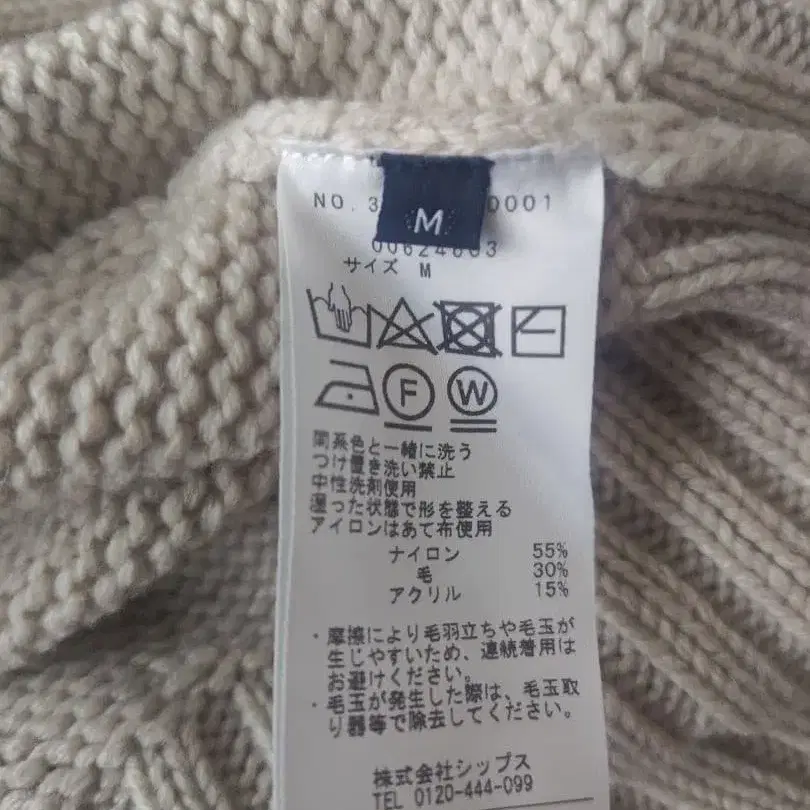 M
NO. 3 0001
サイズ M
F W
同系色と一緒に洗う
つけ置き洗い禁止
中性洗剤使用
湿った状態で形を整える
アイロンはあて布使用
ナイロン 55%
毛 30%
アクリル 15%
・摩擦により毛羽立ちや毛玉が
生じやすいため、連続着用は
お避けください。
・毛玉が発生した際は、毛玉取
り器等で除去してください。
株式会社シップス
TEL 0120-444-099